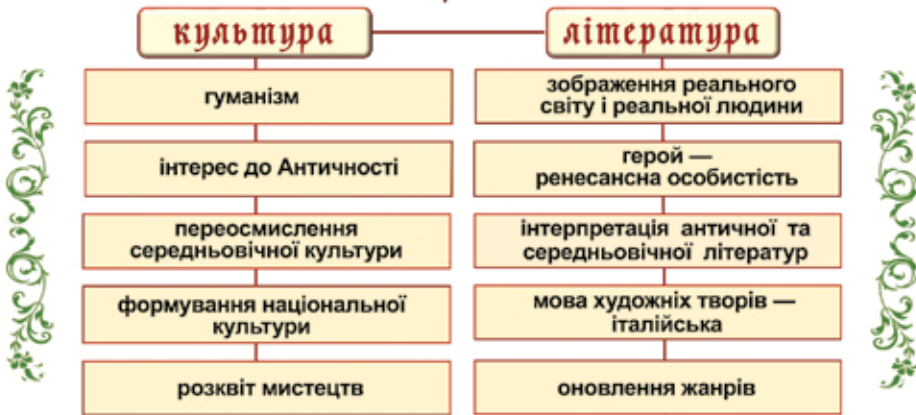 культура
література
гуманізм
зображення реального
світу і реальної людини
інтерес до Античності
герой —
ренесансна особистість
переосмислення
середньовічної культури
інтерпретація античної та
середньовічної літератур
формування національної
культури
мова художніх творів —
італійська
розквіт мистецтв
оновлення жанрів